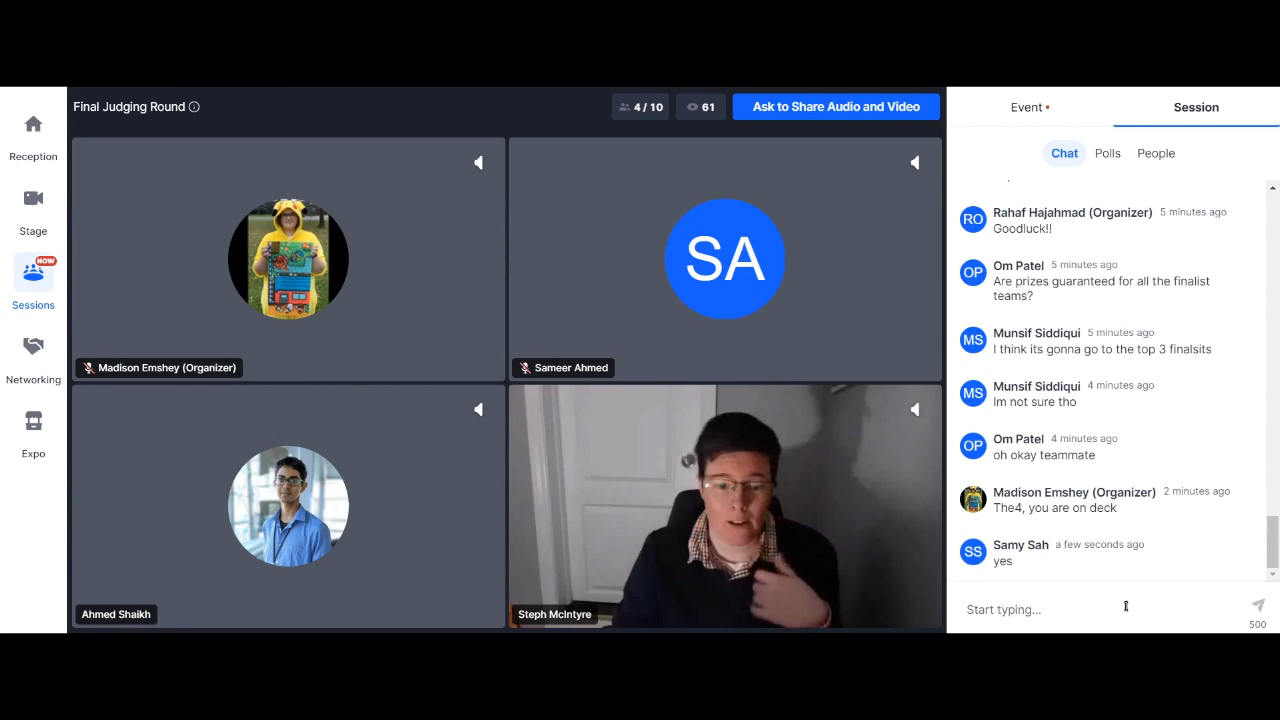 Reception
Stage
NOW
Sessions
Networking
Expo
Final Judging Round
4 / 10
61
Ask to Share Audio and Video
Madison Emshey (Organizer)
SA
Sameer Ahmed
Ahmed Shaikh
Steph McIntyre
Event
Session
Chat
Polls
People
RO
Rahaf Hajahmad (Organizer) 5 minutes ago
Goodluck!!
OP
Om Patel 5 minutes ago
Are prizes guaranteed for all the finalist
teams?
MS
Munsif Siddiqui 5 minutes ago
I think its gonna go to the top 3 finalsits
MS
Munsif Siddiqui 4 minutes ago
Im not sure tho
OP
Om Patel 4 minutes ago
oh okay teammate
Madison Emshey (Organizer) 2 minutes ago
The4, you are on deck
SS
Samy Sah a few seconds ago
yes
Start typing...
500